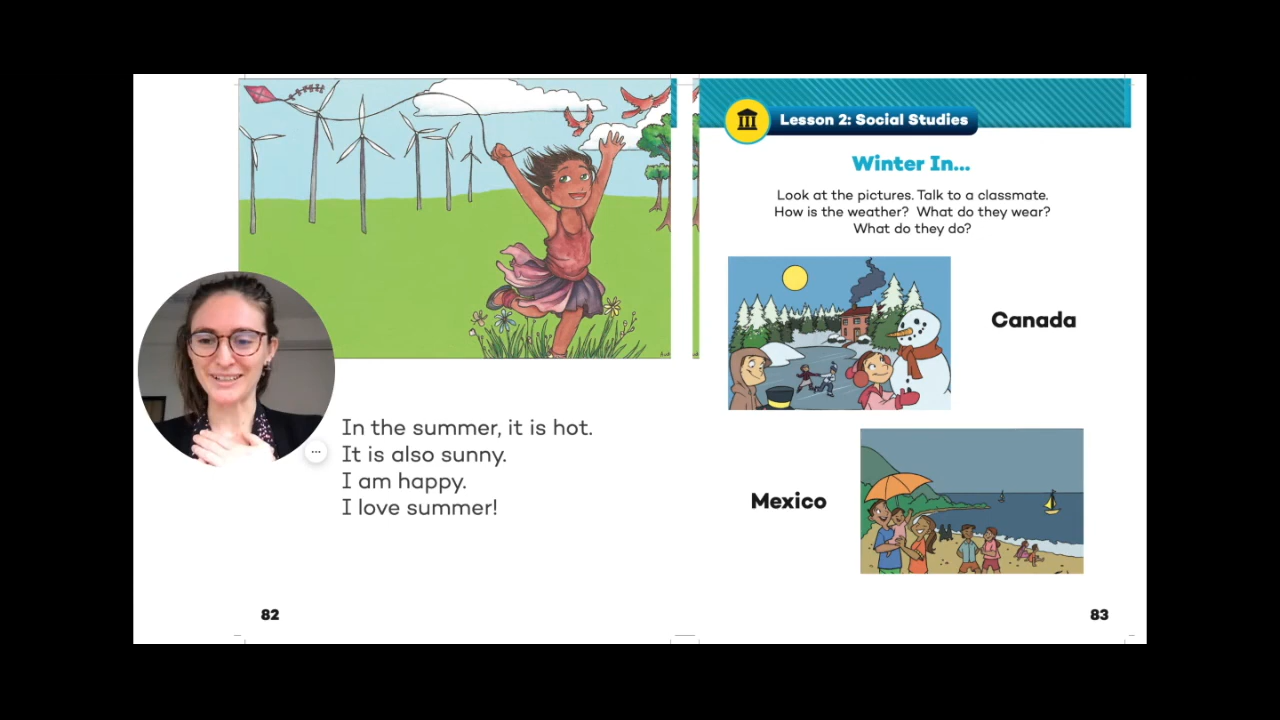 In the summer, it is hot.
It is also sunny.
I am happy.
I love summer!
82
Lesson 2: Social Studies
Winter In...
Look at the pictures. Talk to a classmate.
How is the weather?  What do they wear?
What do they do?
Canada
Mexico
83